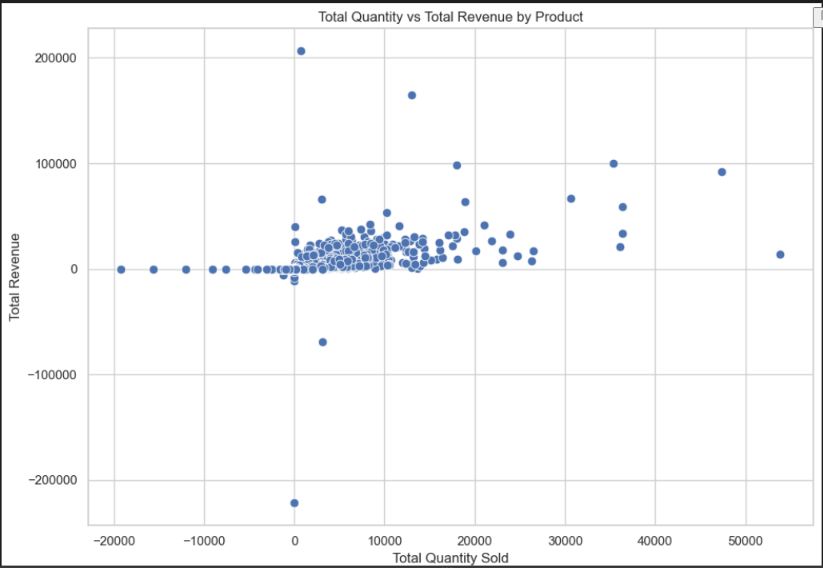 Total Quantity vs Total Revenue by Product
200000
100000
0
−100000
−200000
Total Revenue
−20000 −10000 0 10000 20000 30000 40000 50000
Total Quantity Sold